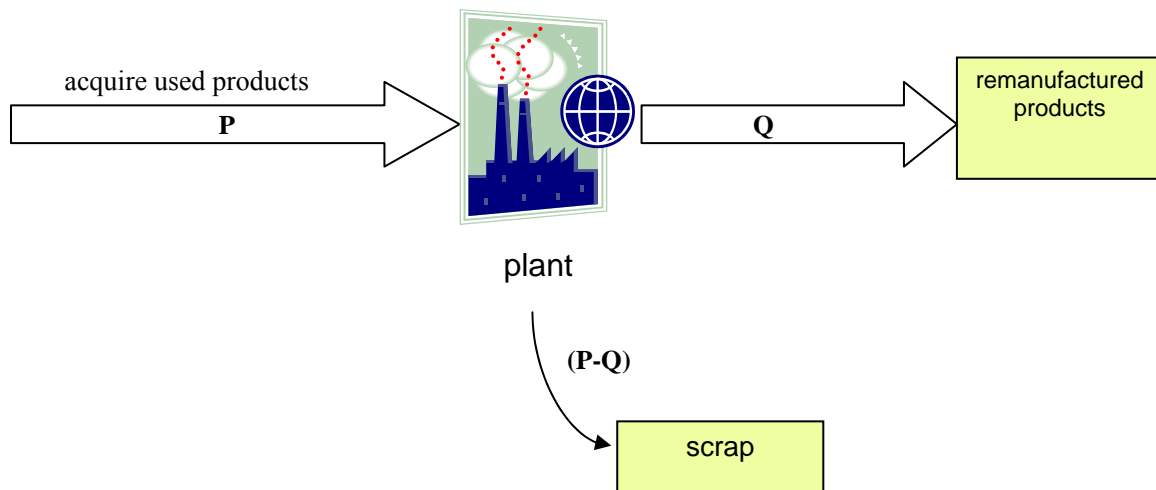 acquire used products
P
Q
remanufactured
products
plant
(P-Q)
scrap